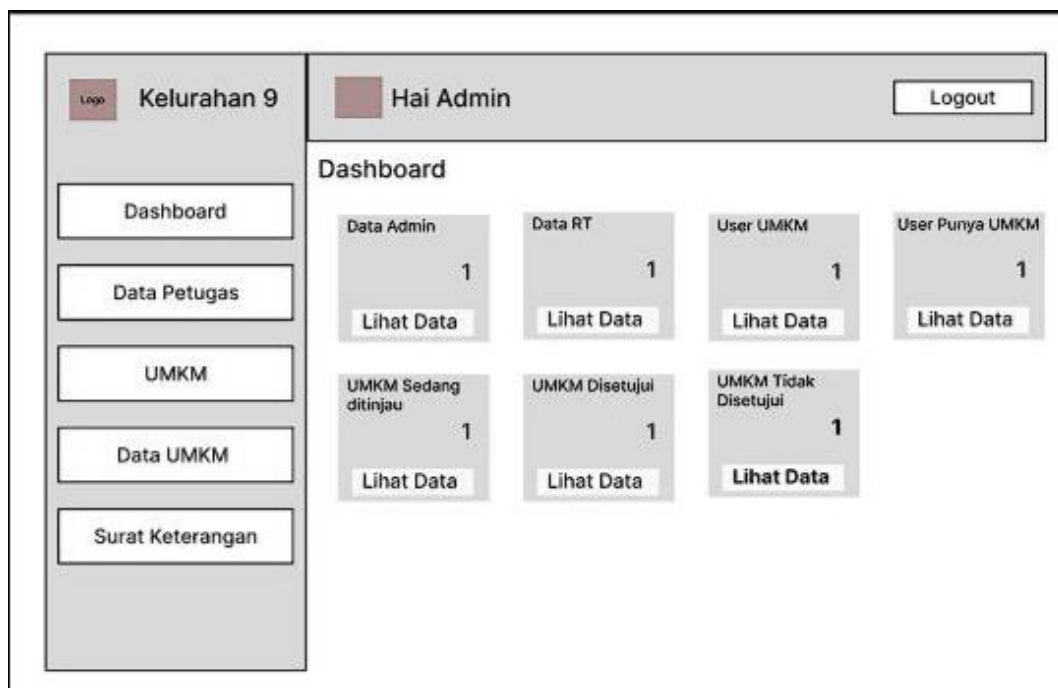 Logo
Kelurahan 9
Hai Admin
Logout
Dashboard
Data Petugas
UMKM
Data UMKM
Surat Keterangan
Dashboard
Data Admin
1
Lihat Data
Data RT
1
Lihat Data
User UMKM
1
Lihat Data
User Punya UMKM
1
Lihat Data
UMKM Sedang
ditinjau
1
Lihat Data
UMKM Disetujui
1
Lihat Data
UMKM Tidak
Disetujui
1
Lihat Data